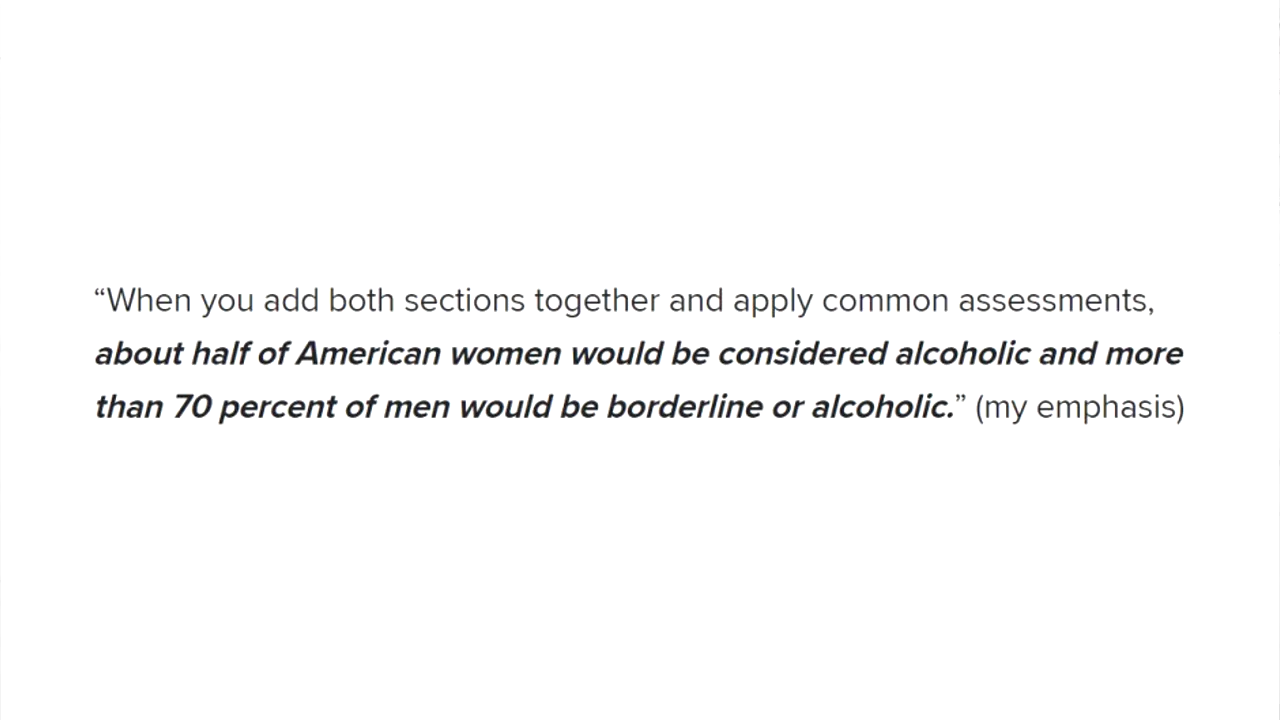 “When you add both sections together and apply common assessments,
about half of American women would be considered alcoholic and more
than 70 percent of men would be borderline or alcoholic.” (my emphasis)